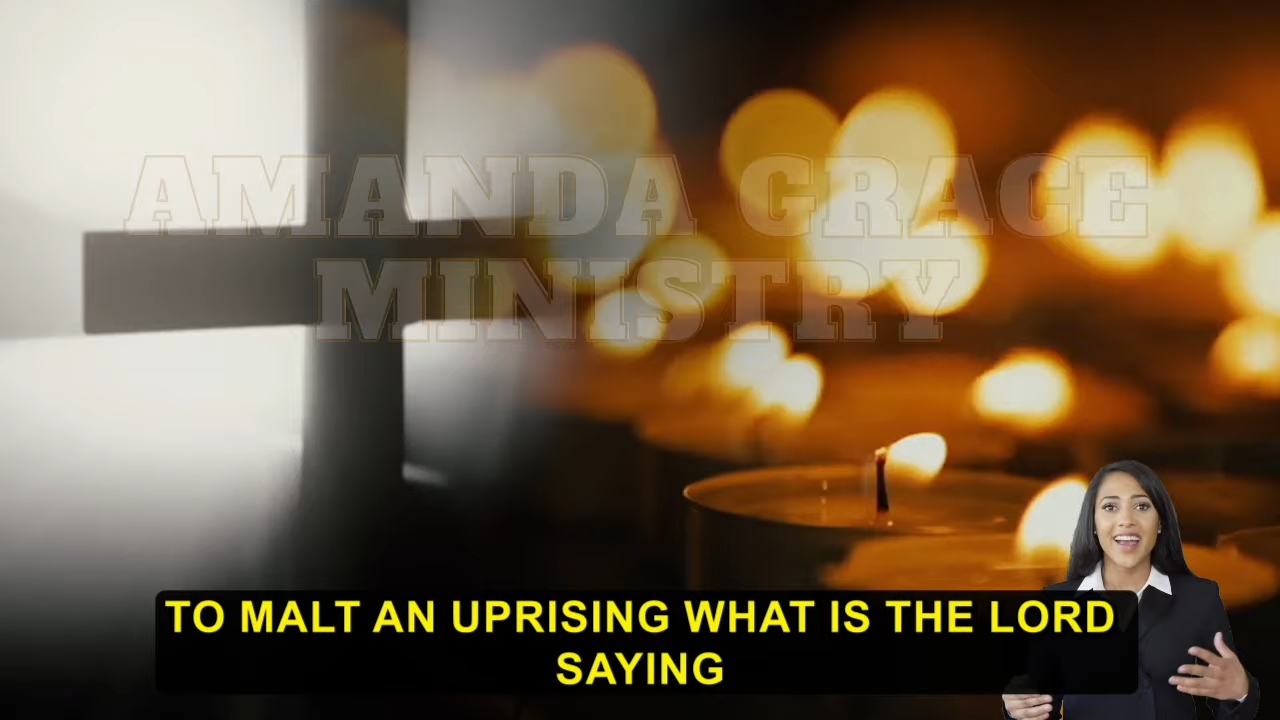 AMANDA GRACE
MINISTRY
TO MALT AN UPRISING WHAT IS THE LORD
SAYING